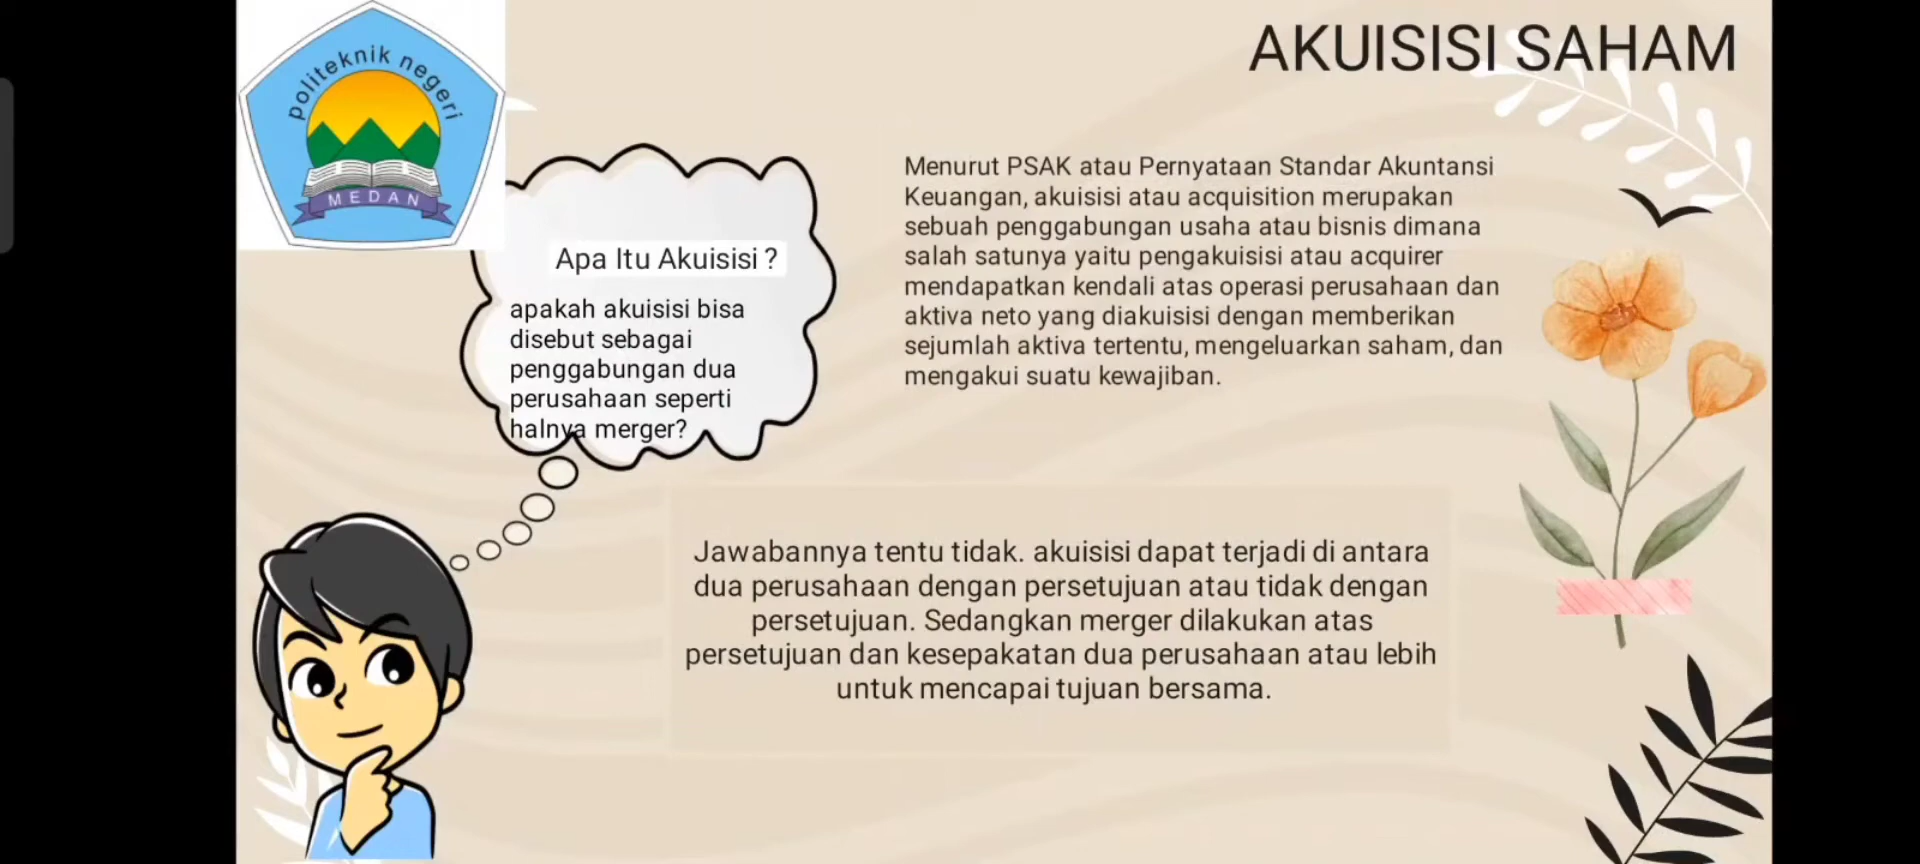 politeknik negeri
MEDAN
AKUISISI SAHAM
Apa Itu Akuisisi ?
apakah akuisisi bisa
disebut sebagai
penggabungan dua
perusahaan seperti
halnya merger?
Menurut PSAK atau Pernyataan Standar Akuntansi
Keuangan, akuisisi atau acquisition merupakan
sebuah penggabungan usaha atau bisnis dimana
salah satunya yaitu pengakuisisi atau acquirer
mendapatkan kendali atas operasi perusahaan dan
aktiva neto yang diakuisisi dengan memberikan
sejumlah aktiva tertentu, mengeluarkan saham, dan
mengakui suatu kewajiban.
Jawabannya tentu tidak. akuisisi dapat terjadi di antara
dua perusahaan dengan persetujuan atau tidak dengan
persetujuan. Sedangkan merger dilakukan atas
persetujuan dan kesepakatan dua perusahaan atau lebih
untuk mencapai tujuan bersama.